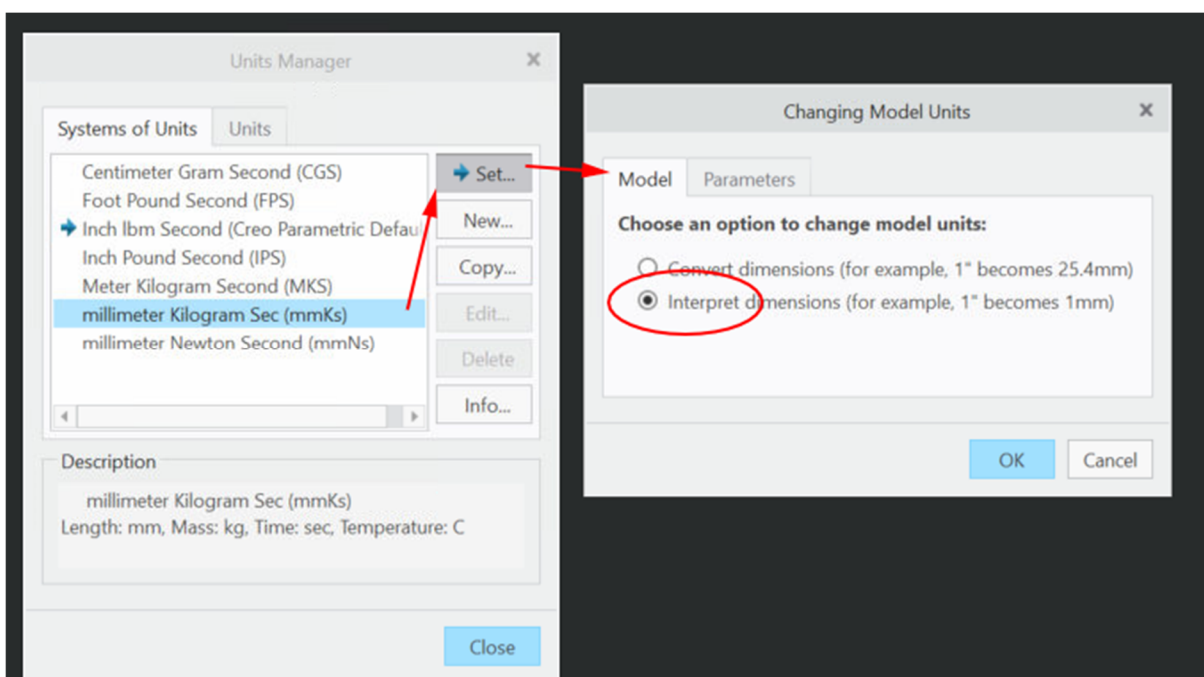 Units Manager
Systems of Units
Units
Centimeter Gram Second (CGS)
Foot Pound Second (FPS)
Inch lbm Second (Creo Parametric Defau
Inch Pound Second (IPS)
Meter Kilogram Second (MKS)
millimeter Kilogram Sec (mmKs)
millimeter Newton Second (mmNs)
Set...
New...
Copy...
Edit...
Delete
Info...
Description
millimeter Kilogram Sec (mmKs)
Length: mm, Mass: kg, Time: sec, Temperature: C
Close
Changing Model Units
Model
Parameters
Choose an option to change model units:
Convert dimensions (for example, 1" becomes 25.4mm)
Interpret dimensions (for example, 1" becomes 1mm)
OK
Cancel